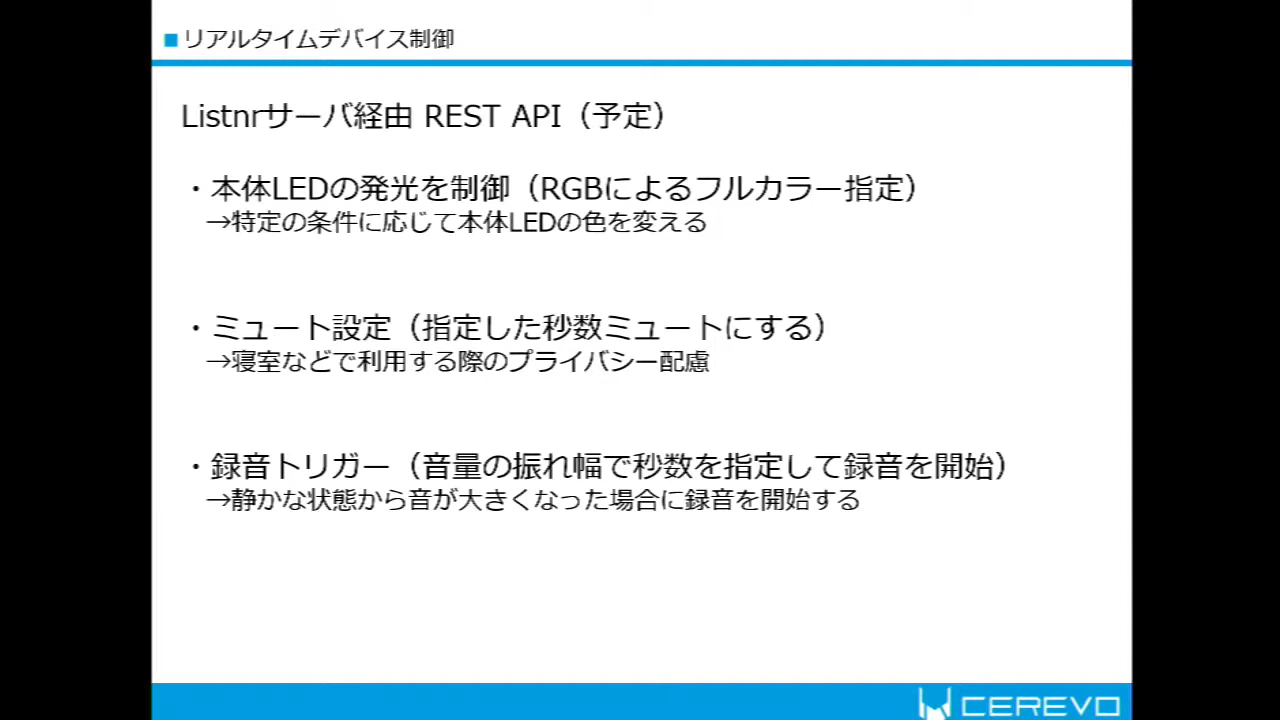 リアルタイムデバイス制御
Listnrサーバ経由 REST API（予定）
・本体LEDの発光を制御（RGBによるフルカラー指定）
→特定の条件に応じて本体LEDの色を変える
・ミュート設定（指定した秒数ミュートにする）
→寝室などで利用する際のプライバシー配慮
・録音トリガー（音量の振れ幅で秒数を指定して録音を開始）
→静かな状態から音が大きくなった場合に録音を開始する
CEREVO